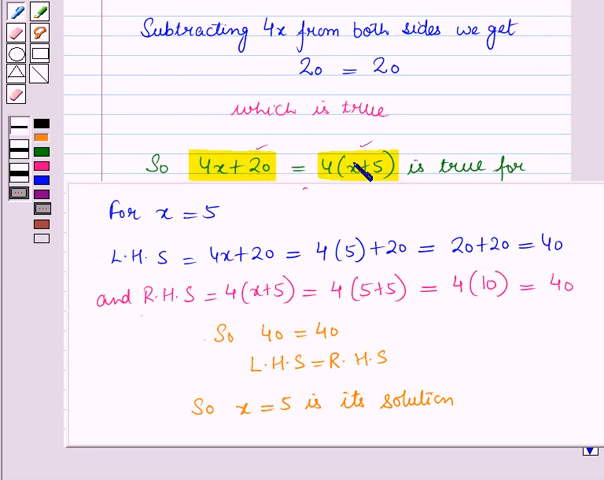 Subtracting 4x from both sides we get
20 = 20
which is true
So 4x+20 = 4(x+5) is true for
For x = 5
L.H.S = 4x+20 = 4(5)+20 = 20+20 = 40
and R.H.S = 4(x+5) = 4(5+5) = 4(10) = 40
So 40 = 40
L.H.S = R.H.S
So x = 5 is its solution